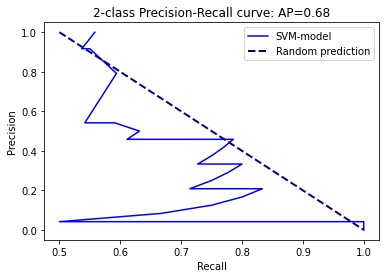 2-class Precision-Recall curve: AP=0.68
SVM-model
Random prediction
Precision
1.0
0.8
0.6
0.4
0.2
0.0
0.5
0.6
0.7
0.8
0.9
1.0
Recall